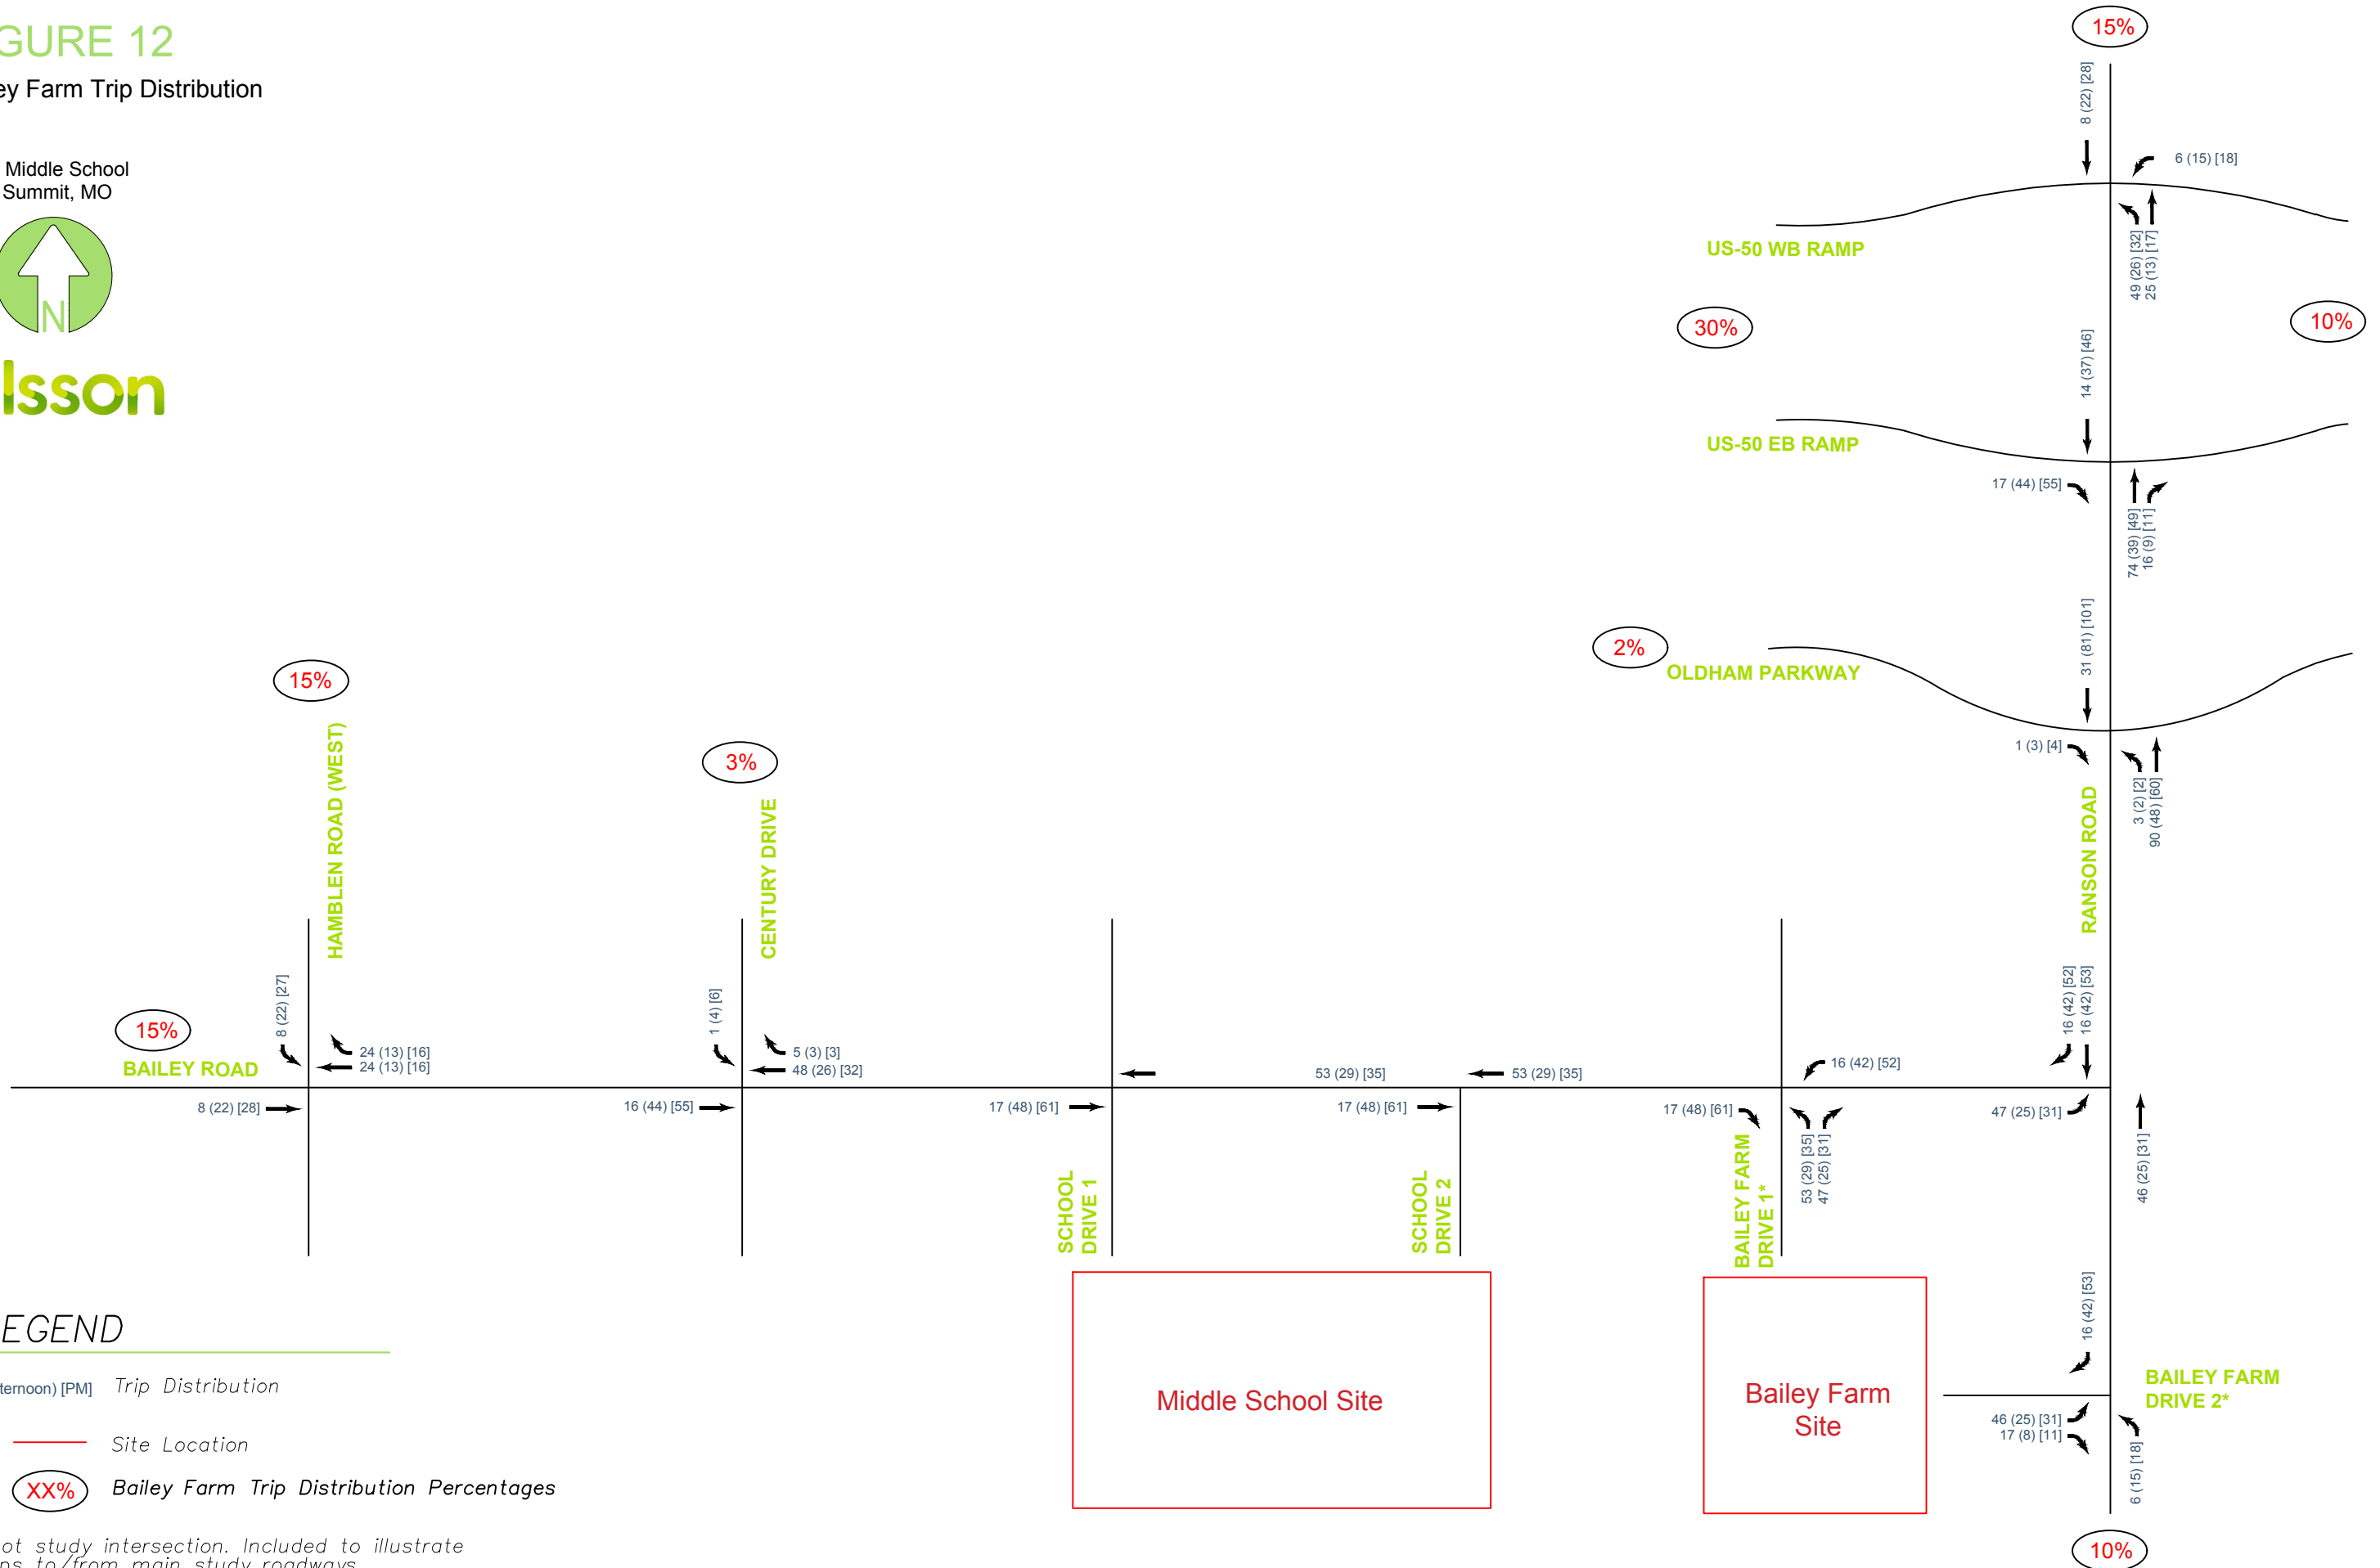 GURE 12
ey Farm Trip Distribution
Middle School
Summit, MO
N
lsson
15%
8 (22) [28]
6 (15) [18]
49 (26) [32]
25 (13) [17]
US-50 WB RAMP
30%
10%
14 (37) [46]
US-50 EB RAMP
17 (44) [55]
74 (39) [49]
16 (9) [11]
2%
OLDHAM PARKWAY
31 (81) [101]
1 (3) [4]
3 (2) [2]
90 (48) [60]
RANSON ROAD
15%
HAMBLEN ROAD (WEST)
3%
CENTURY DRIVE
15%
BAILEY ROAD
8 (22) [27]
24 (13) [16]
24 (13) [16]
8 (22) [28]
1 (4) [6]
5 (3) [3]
48 (26) [32]
16 (44) [55]
53 (29) [35]
17 (48) [61]
53 (29) [35]
17 (48) [61]
16 (42) [52]
17 (48) [61]
53 (29) [35]
47 (25) [31]
16 (42) [52]
16 (42) [53]
47 (25) [31]
46 (25) [31]
SCHOOL
DRIVE 1
SCHOOL
DRIVE 2
BAILEY FARM
DRIVE 1*
16 (42) [53]
BAILEY FARM
DRIVE 2*
46 (25) [31]
17 (8) [11]
6 (15) [18]
10%
Middle School Site
Bailey Farm
Site
EGEND
ternoon) [PM] Trip Distribution
Site Location
XX% Bailey Farm Trip Distribution Percentages
ot study intersection. Included to illustrate
ps to/from main study roadways